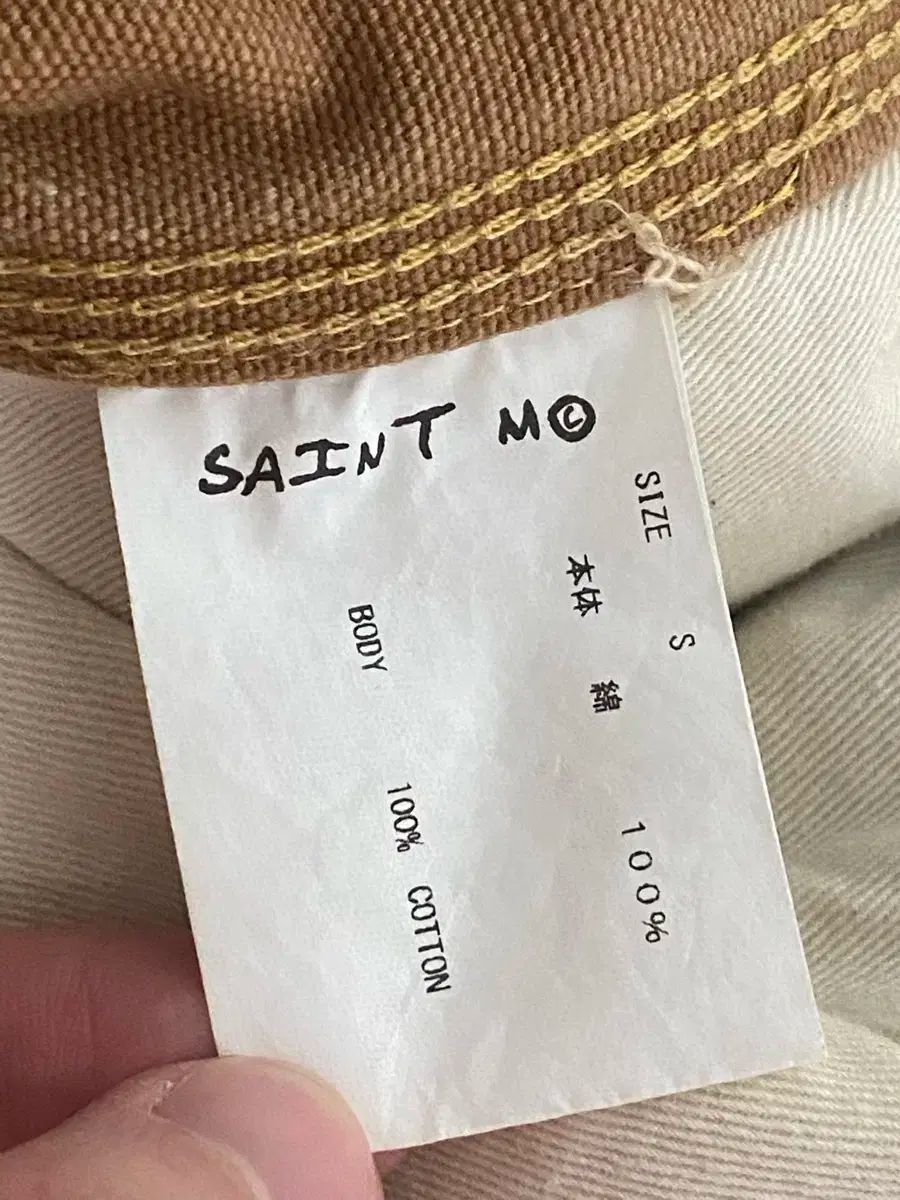 SAINT M©
SIZE S
本体 綿 100%
BODY 100% COTTON